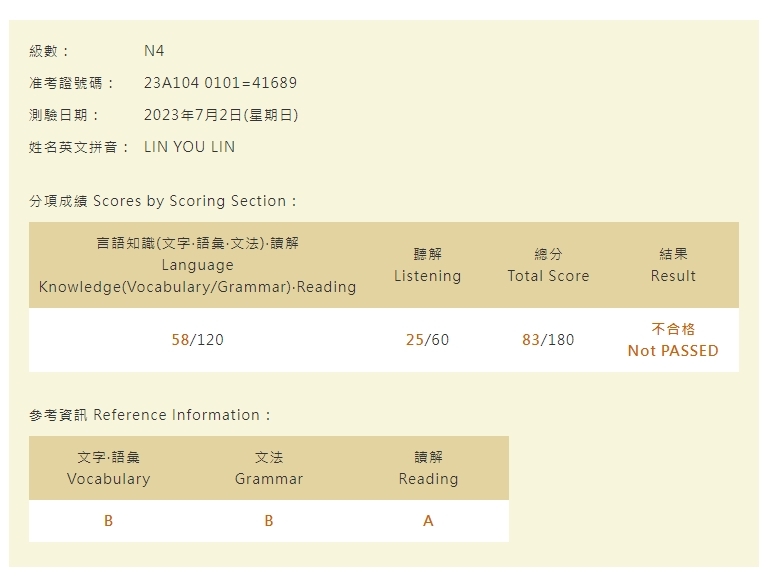 級數： N4
准考證號碼： 23A104 0101=41689
測驗日期： 2023年7月2日(星期日)
姓名英文拼音： LIN YOU LIN
分項成績 Scores by Scoring Section：
言語知識(文字·語彙·文法)·讀解
Language
Knowledge(Vocabulary/Grammar)·Reading
聽解
Listening
總分
Total Score
結果
Result
58/120
25/60
83/180
不合格
Not PASSED
參考資訊 Reference Information：
文字·語彙
Vocabulary
文法
Grammar
讀解
Reading
B
B
A